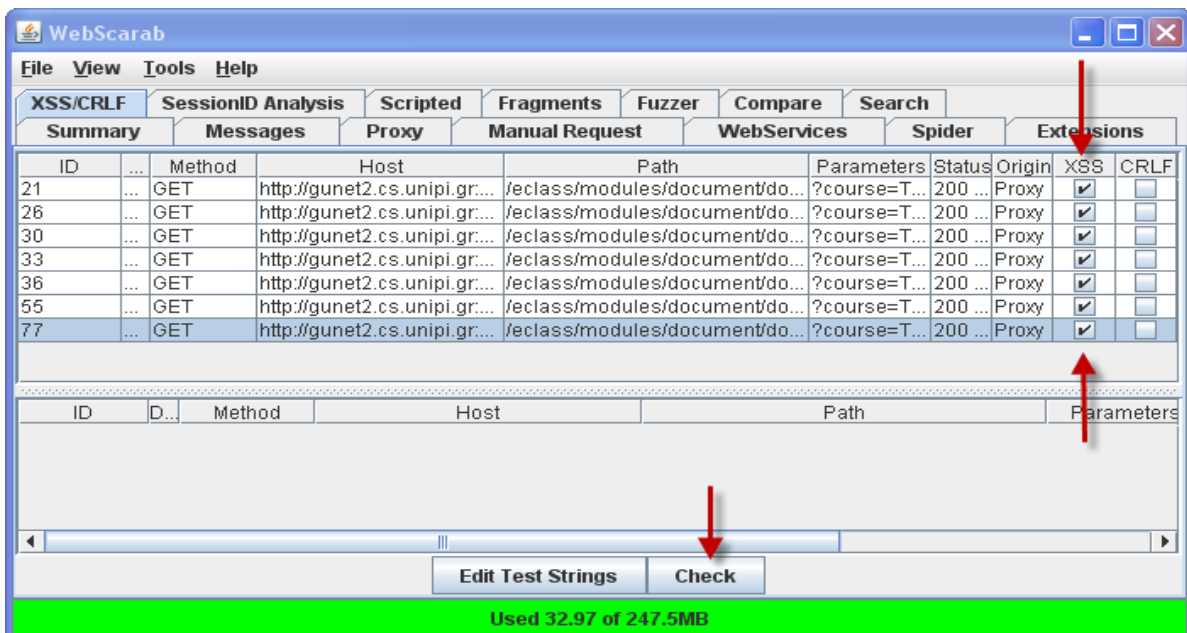 WebScarab
File View Tools Help
XSS/CRLF SessionID Analysis Scripted Fragments Fuzzer Compare Search
Summary Messages Proxy Manual Request WebServices Spider Extensions
ID ... Method Host Path Parameters Status Origin XSS CRLF
21 ... GET http://gunet2.cs.unipi.gr:... /eclass/modules/document/do... ?course=T... 200 ... Proxy
26 ... GET http://gunet2.cs.unipi.gr:... /eclass/modules/document/do... ?course=T... 200 ... Proxy
30 ... GET http://gunet2.cs.unipi.gr:... /eclass/modules/document/do... ?course=T... 200 ... Proxy
33 ... GET http://gunet2.cs.unipi.gr:... /eclass/modules/document/do... ?course=T... 200 ... Proxy
36 ... GET http://gunet2.cs.unipi.gr:... /eclass/modules/document/do... ?course=T... 200 ... Proxy
55 ... GET http://gunet2.cs.unipi.gr:... /eclass/modules/document/do... ?course=T... 200 ... Proxy
77 ... GET http://gunet2.cs.unipi.gr:... /eclass/modules/document/do... ?course=T... 200 ... Proxy
ID D... Method Host Path Parameters
Edit Test Strings Check
Used 32.97 of 247.5MB